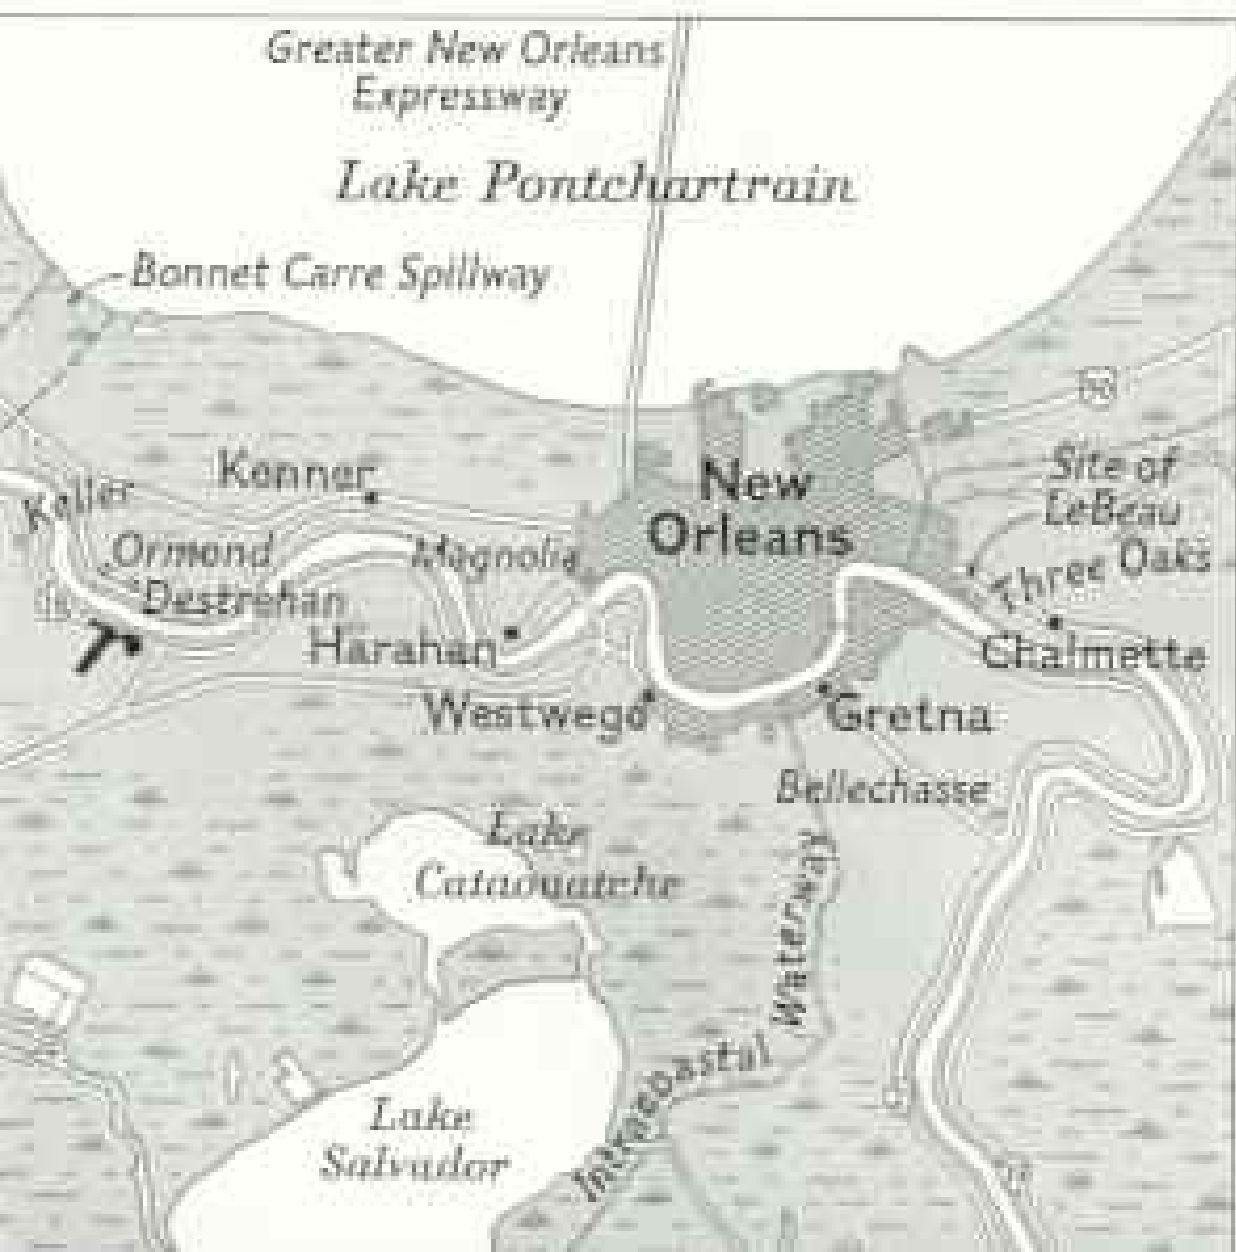 Greater New Orleans
Expressway
Lake Pontchartrain
Bonnet Carre Spillway
90
Kenner
New
Orleans
Site of
LeBeau
Keller
Ormond
Magnolia
Three Oaks
Destrehan
Harahan
Chalmette
Westwego
Gretna
Bellechasse
Lake
Cataouatche
Intracoastal Waterway
Lake
Salvador